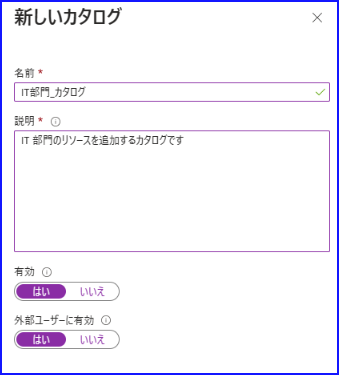 新しいカタログ
名前 *
IT部門_カタログ
説明 *
IT 部門のリソースを追加するカタログです
有効
はい いいえ
外部ユーザーに有効
はい いいえ